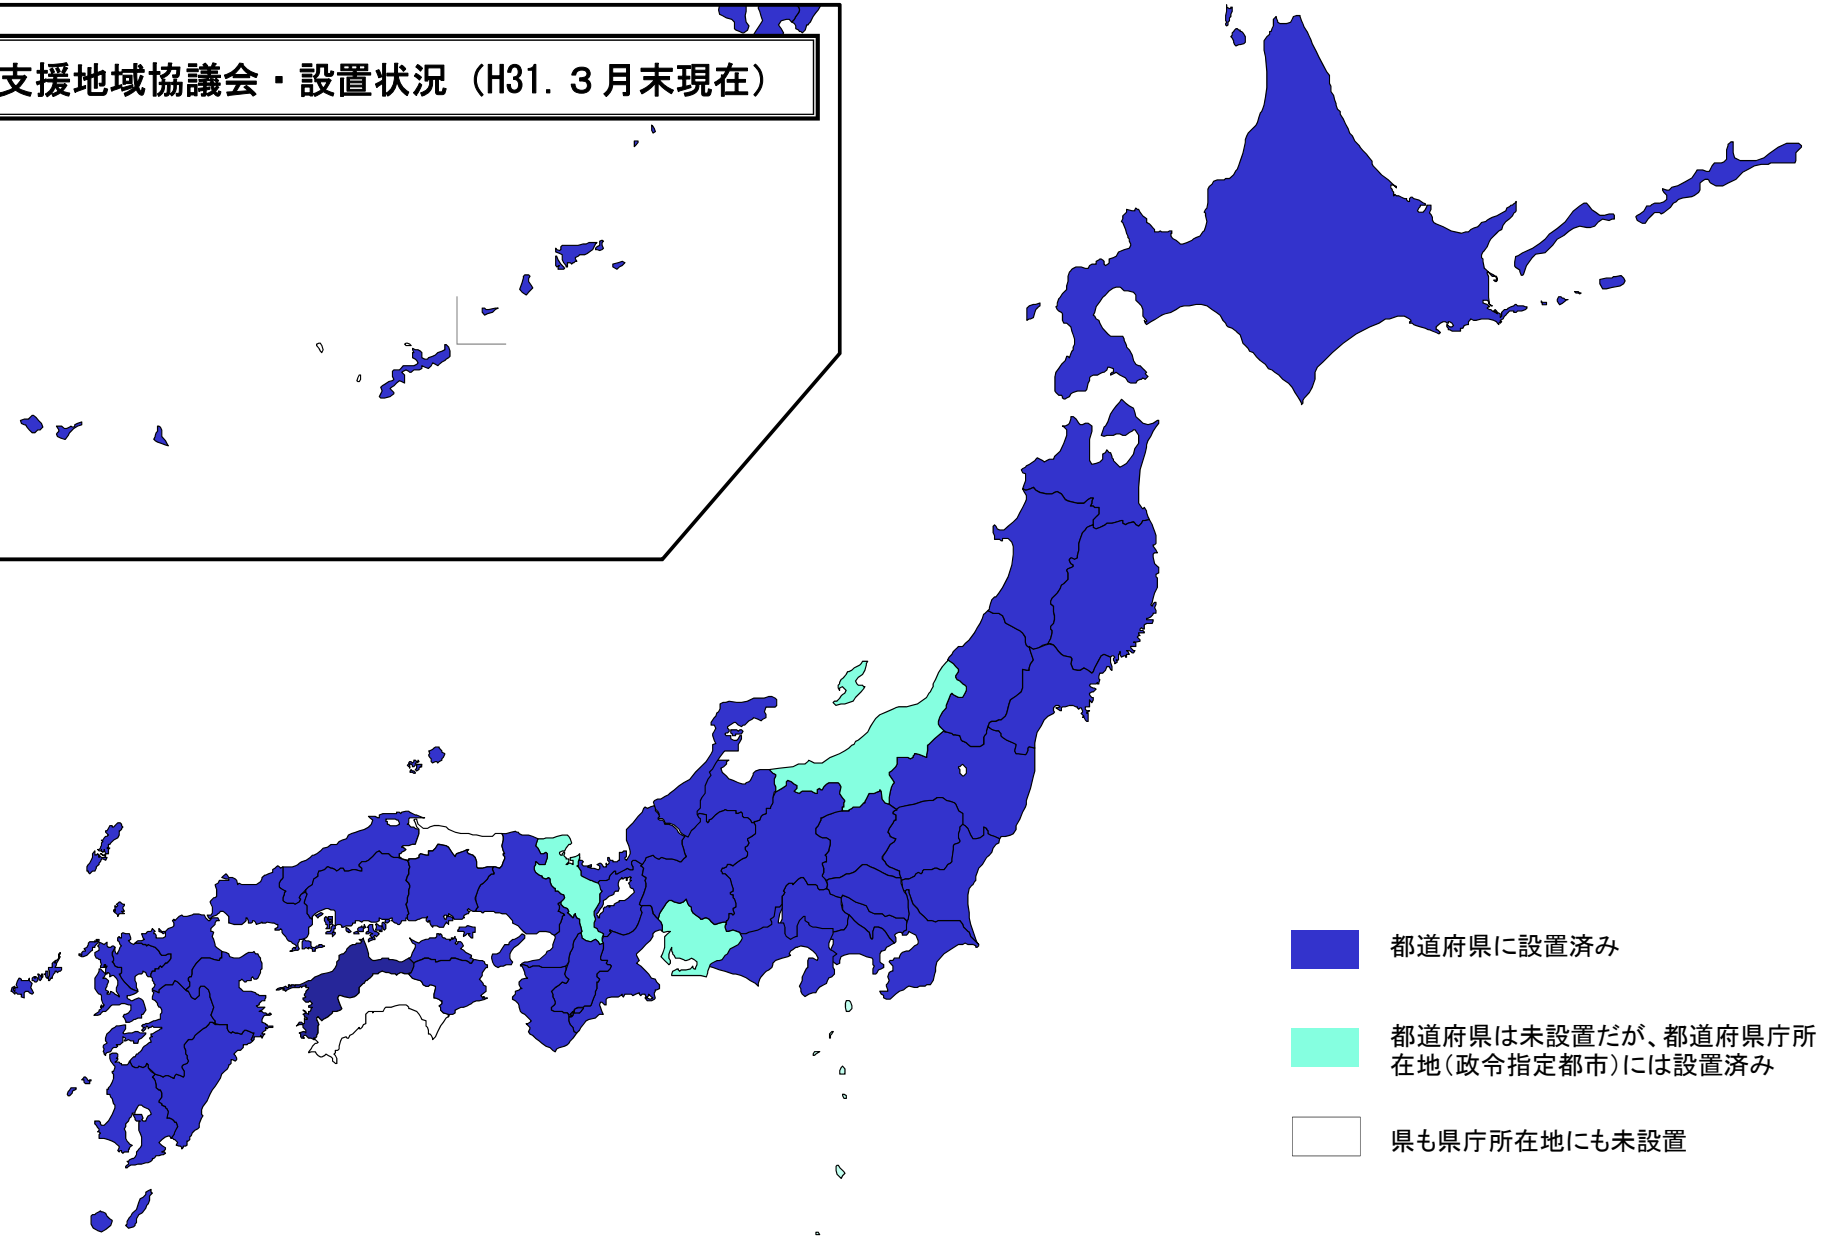 支援地域協議会・設置状況（H31．３月末現在）
都道府県に設置済み
都道府県は未設置だが、都道府県庁所
在地（政令指定都市）には設置済み
県も県庁所在地にも未設置